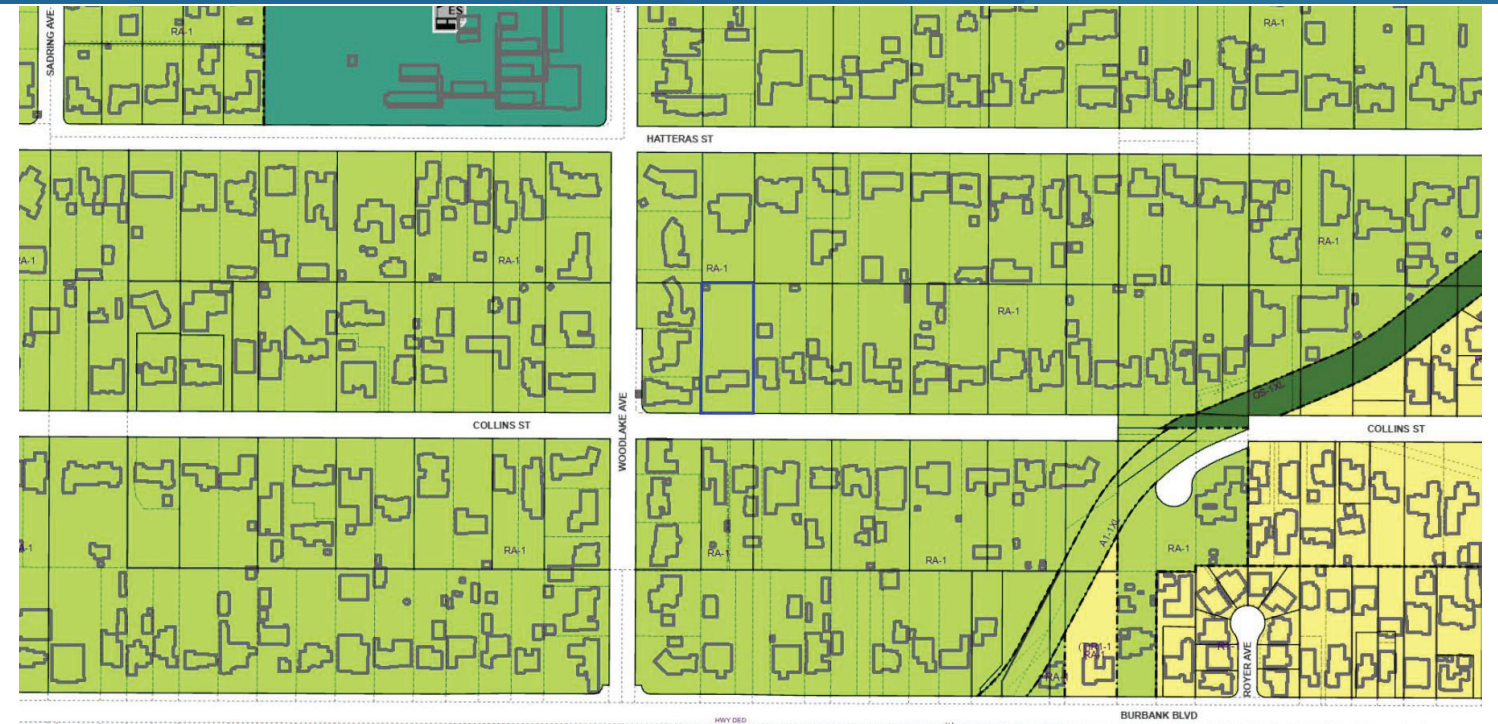 SADRING AVE
RA-1
ES
RA-1
HATTERAS ST
RA-1
RA-1
RA-1
RA-1
RA-1
RA-1
OS-1XL
COLLINS ST
WOODLAKE AVE
COLLINS ST
A1-1XL
RA-1
RA-1
RA-1
RA-1
RA-1
ROYER AVE
BURBANK BLVD
HWY DED